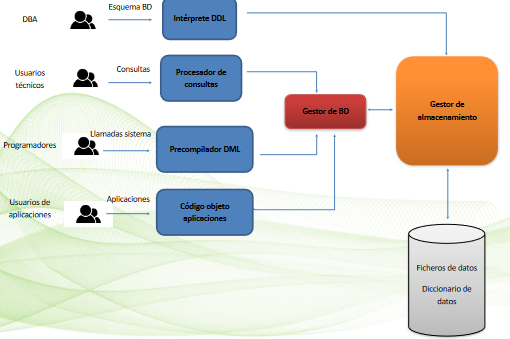 DBA
Esquema BD
Intérprete DDL
Usuarios
técnicos
Consultas
Procesador de
consultas
Gestor de BD
Gestor de
almacenamiento
Programadores
Llamadas sistema
Precompilador DML
Usuarios de
aplicaciones
Aplicaciones
Código objeto
aplicaciones
Ficheros de datos
Diccionario de
datos